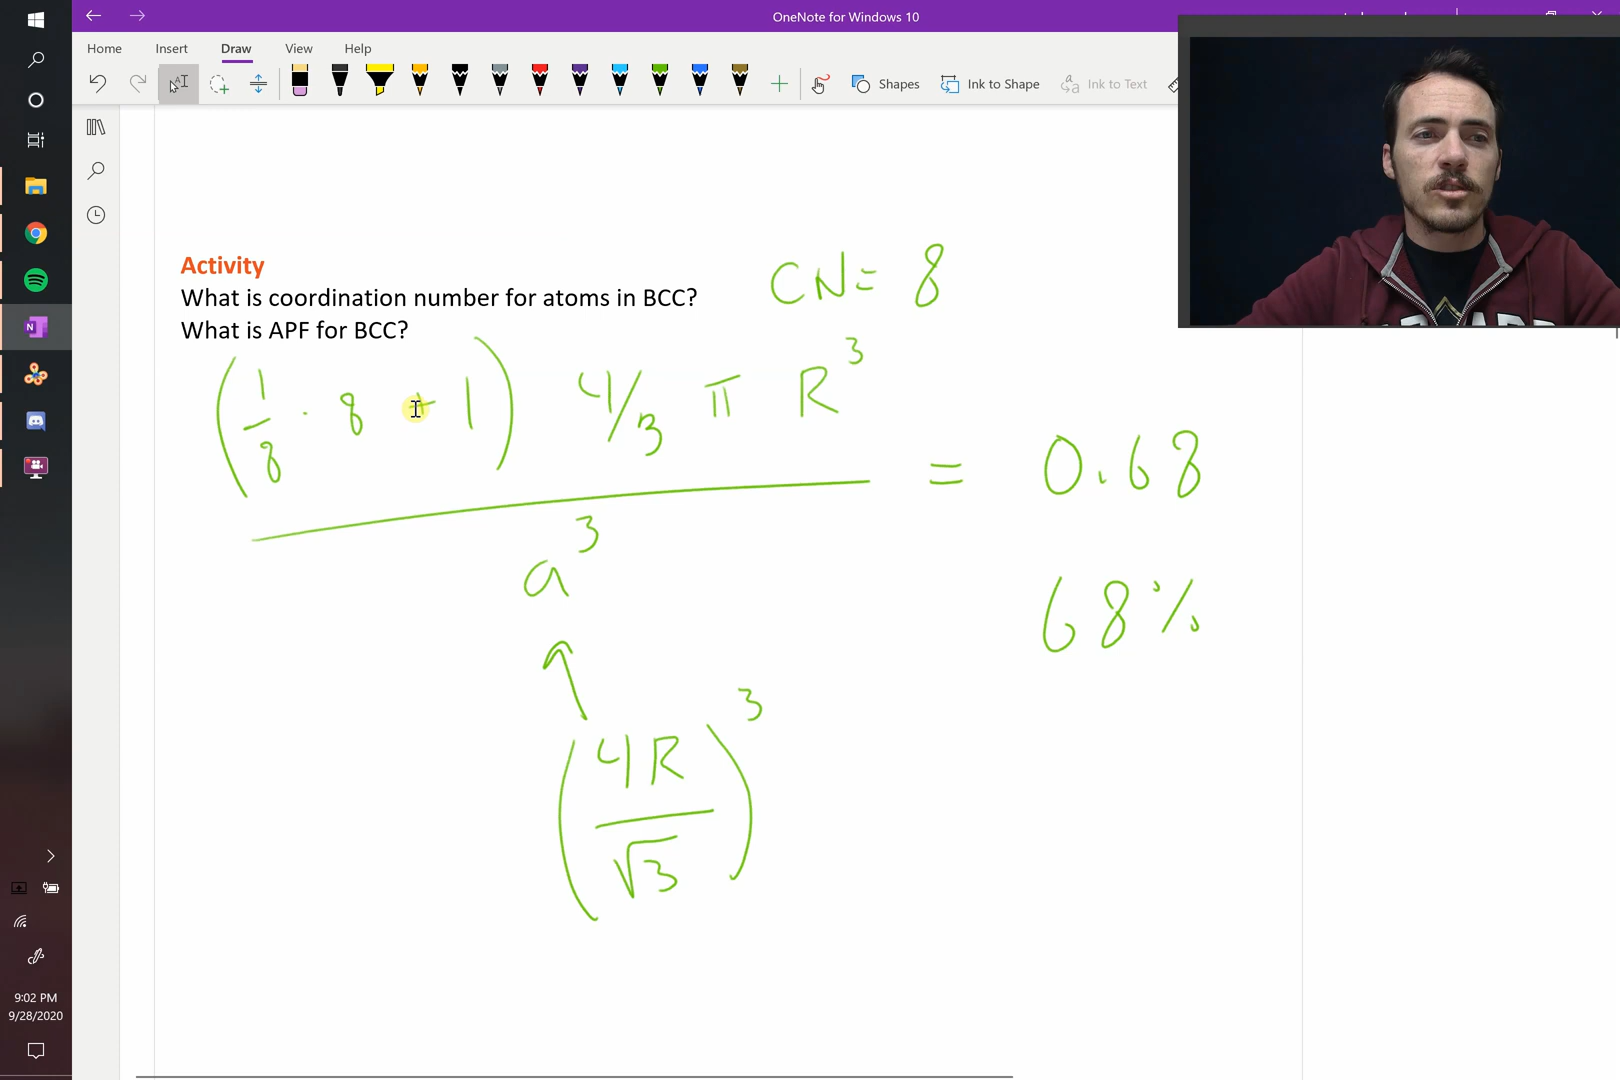 OneNote for Windows 10
Home Insert Draw View Help
Shapes Ink to Shape Ink to Text
Activity
What is coordination number for atoms in BCC?
What is APF for BCC?
CN = 8
(1/8 · 8 + 1) 4/3 π R³
= 0.68
a³
68%
(4R/√3)³
9:02 PM
9/28/2020